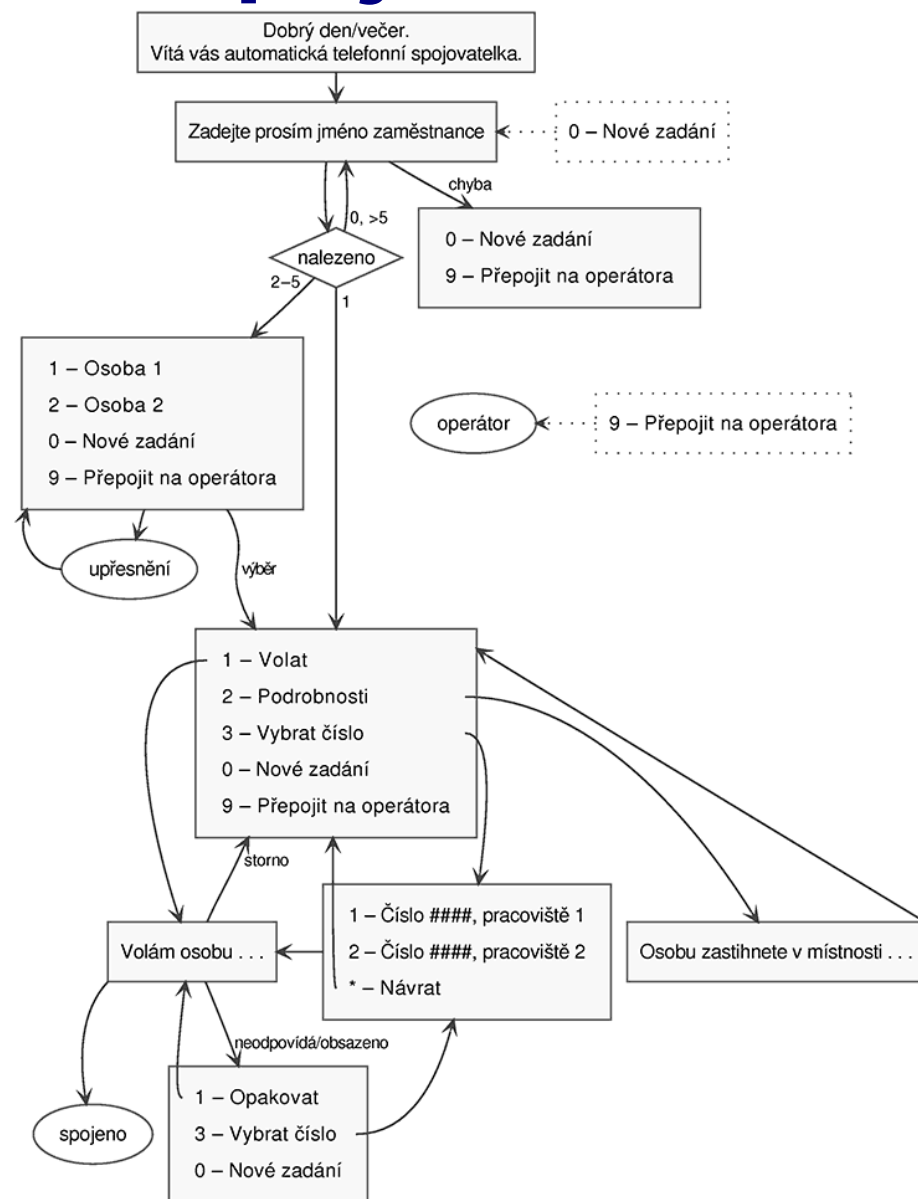 Dobrý den/večer.
Vítá vás automatická telefonní spojovatelka.
Zadejte prosím jméno zaměstnance
0 – Nové zadání
chyba
0, >5
0 – Nové zadání
9 – Přepojit na operátora
nalezeno
2–5
1
1 – Osoba 1
2 – Osoba 2
0 – Nové zadání
9 – Přepojit na operátora
operátor
9 – Přepojit na operátora
upřesnění
výběr
1 – Volat
2 – Podrobnosti
3 – Vybrat číslo
0 – Nové zadání
9 – Přepojit na operátora
storno
1 – Číslo ####, pracoviště 1
2 – Číslo ####, pracoviště 2
* – Návrat
Volám osobu . . .
Osobu zastihnete v místnosti . . .
neodpovídá/obsazeno
1 – Opakovat
3 – Vybrat číslo
0 – Nové zadání
spojeno